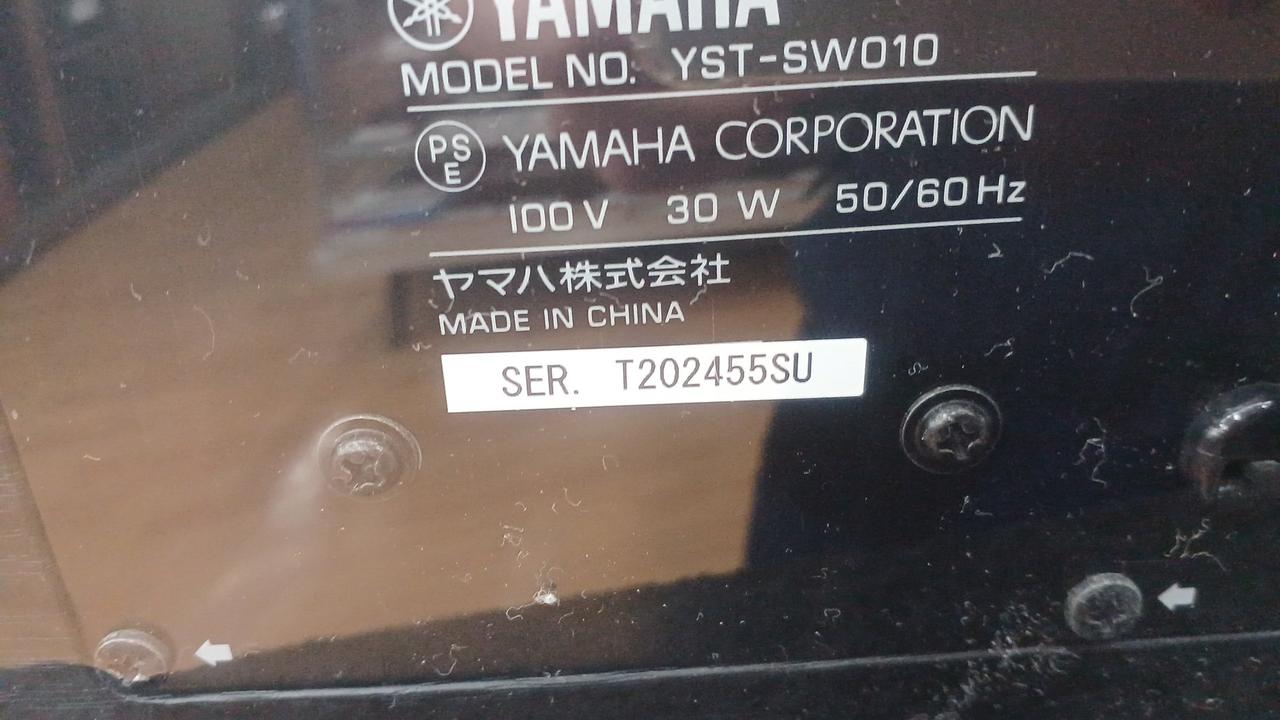 YAMAHA
MODEL NO. YST-SW010
PS E YAMAHA CORPORATION
100V 30 W 50/60Hz
ヤマハ株式会社
MADE IN CHINA
SER. T202455SU